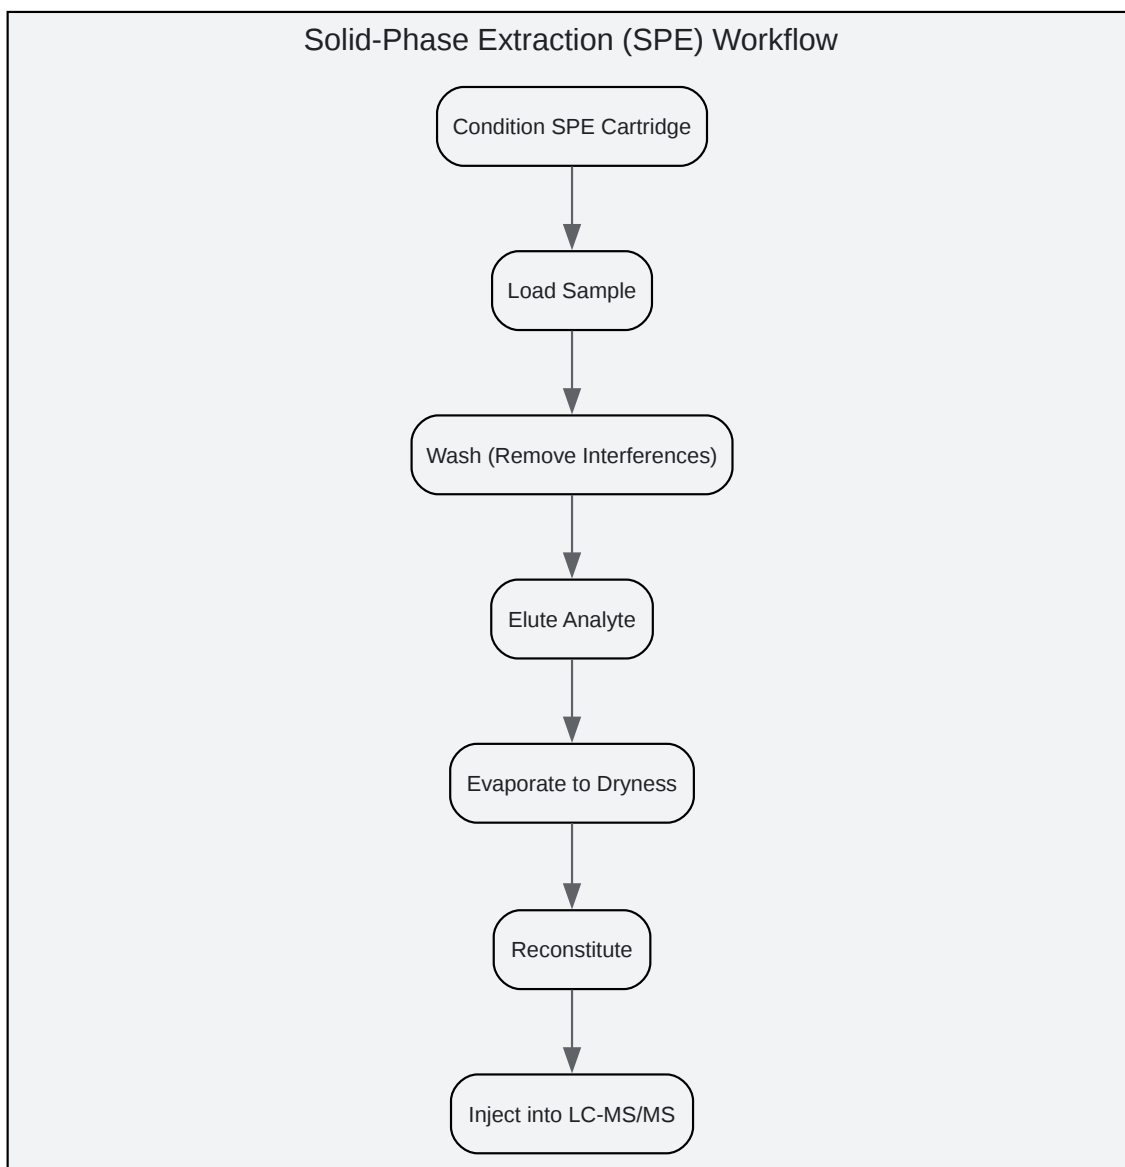 Solid-Phase Extraction (SPE) Workflow
Condition SPE Cartridge
Load Sample
Wash (Remove Interferences)
Elute Analyte
Evaporate to Dryness
Reconstitute
Inject into LC-MS/MS